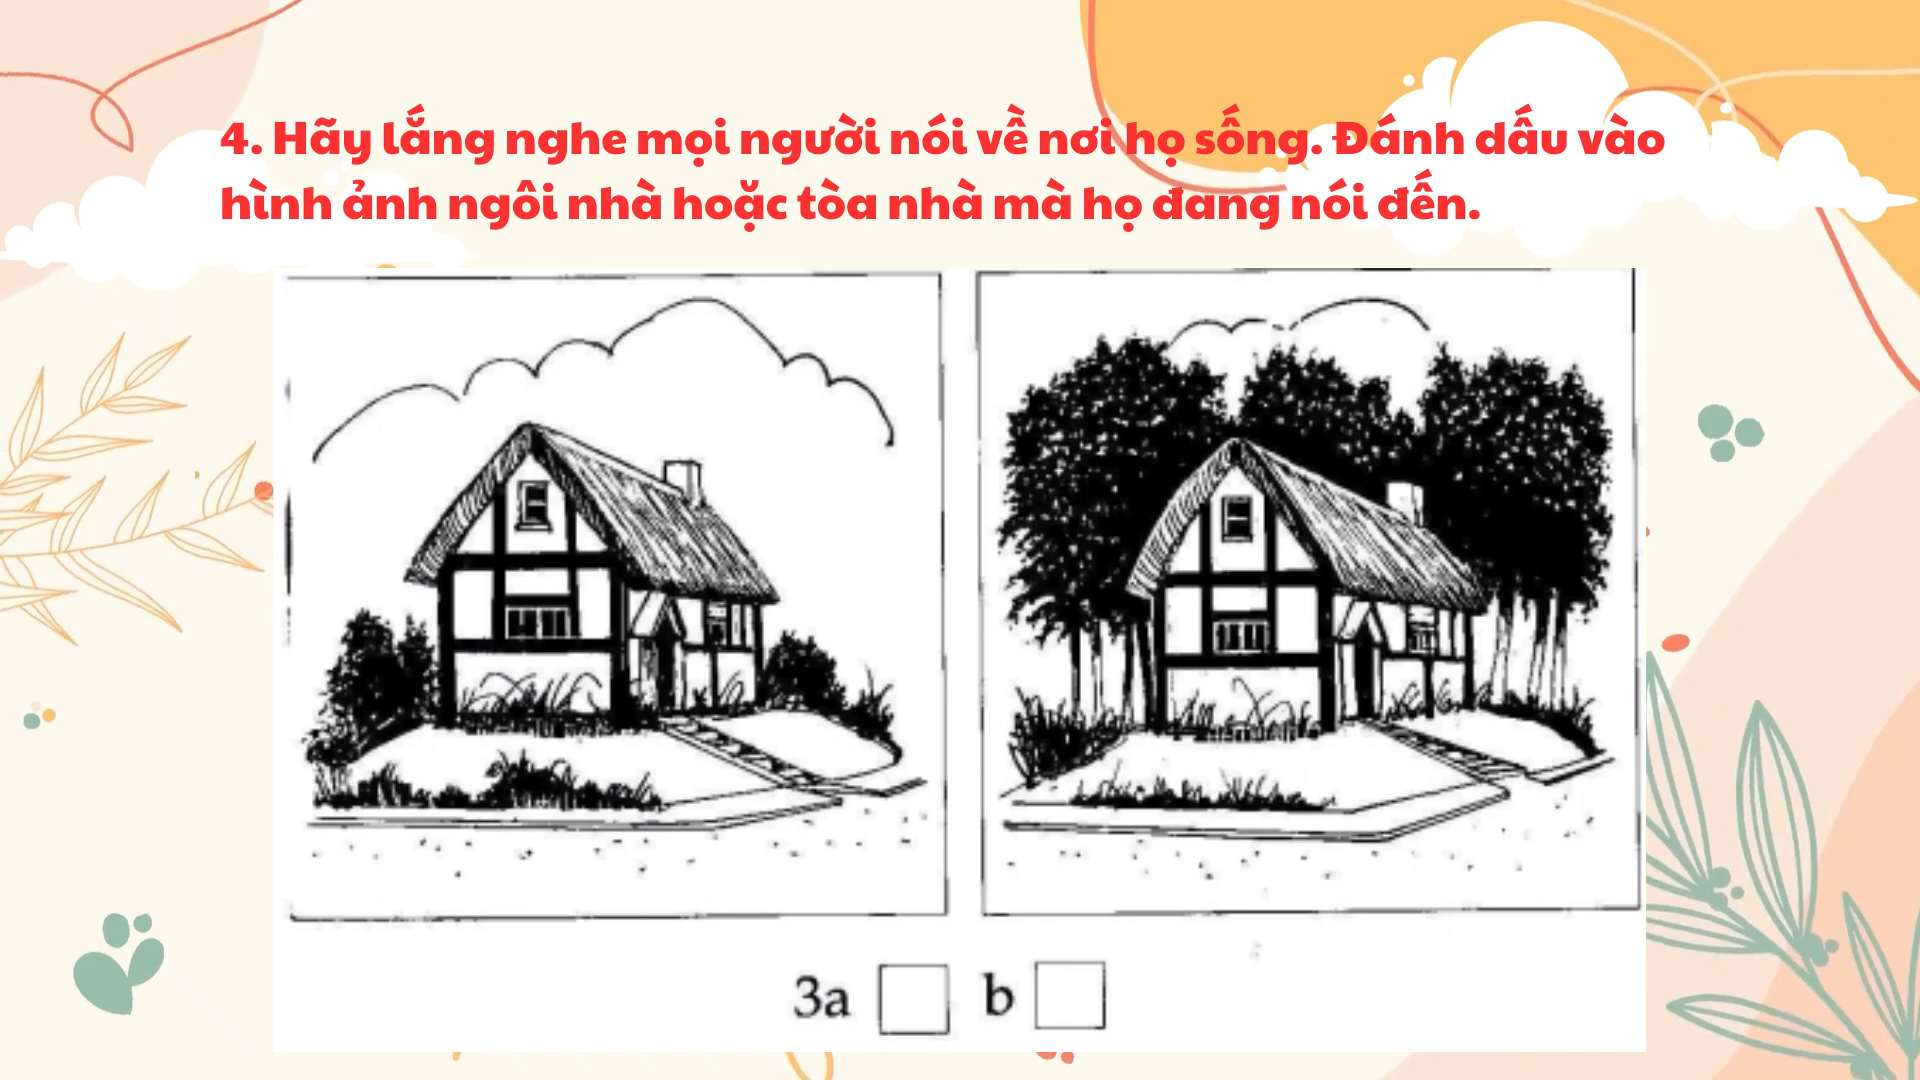 4. Hãy lắng nghe mọi người nói về nơi họ sống. Đánh dấu vào
hình ảnh ngôi nhà hoặc tòa nhà mà họ đang nói đến.
3a b